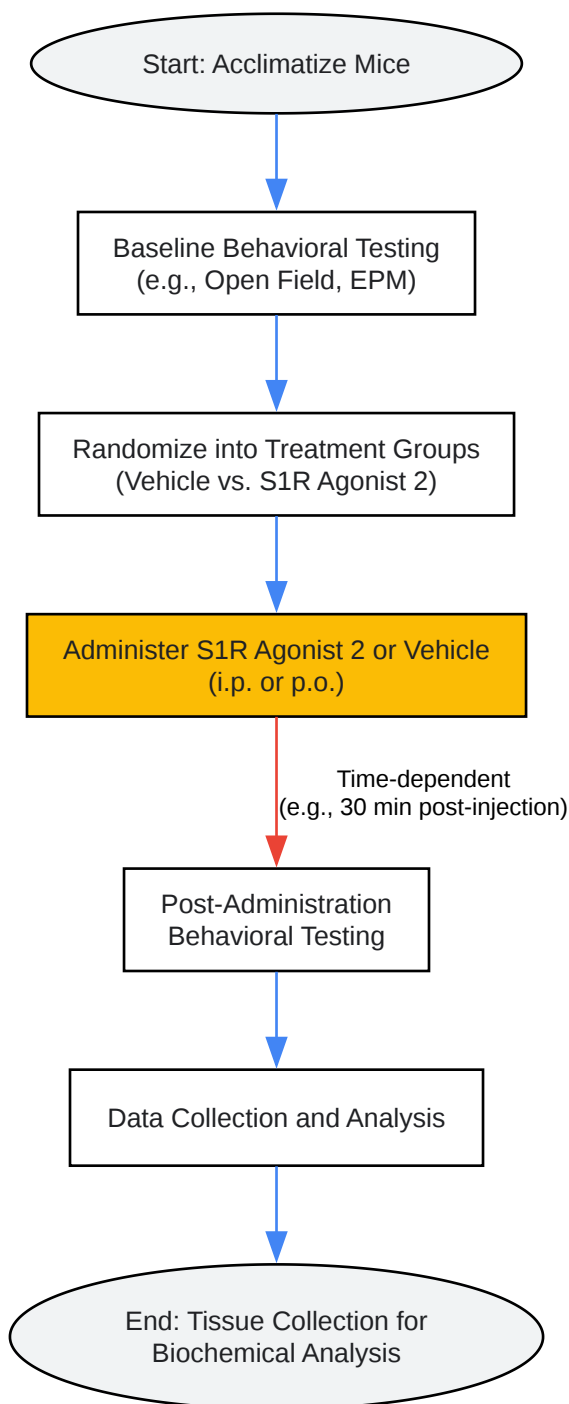 Start: Acclimatize Mice
Baseline Behavioral Testing
(e.g., Open Field, EPM)
Randomize into Treatment Groups
(Vehicle vs. S1R Agonist 2)
Administer S1R Agonist 2 or Vehicle
(i.p. or p.o.)
Time-dependent
(e.g., 30 min post-injection)
Post-Administration
Behavioral Testing
Data Collection and Analysis
End: Tissue Collection for
Biochemical Analysis